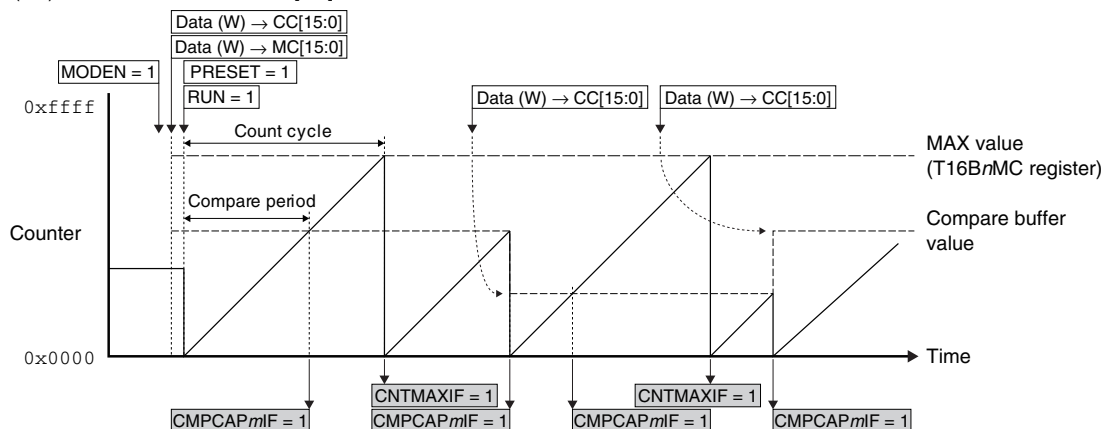 Data (W) → CC[15:0]
Data (W) → MC[15:0]
MODEN = 1
PRESET = 1
RUN = 1
Data (W) → CC[15:0]
Data (W) → CC[15:0]
0xffff
Count cycle
MAX value
(T16BnMC register)
Compare period
Counter
Compare buffer
value
0x0000
Time
CNTMAXIF = 1
CNTMAXIF = 1
CMPCAPmIF = 1
CMPCAPmIF = 1
CMPCAPmIF = 1
CMPCAPmIF = 1